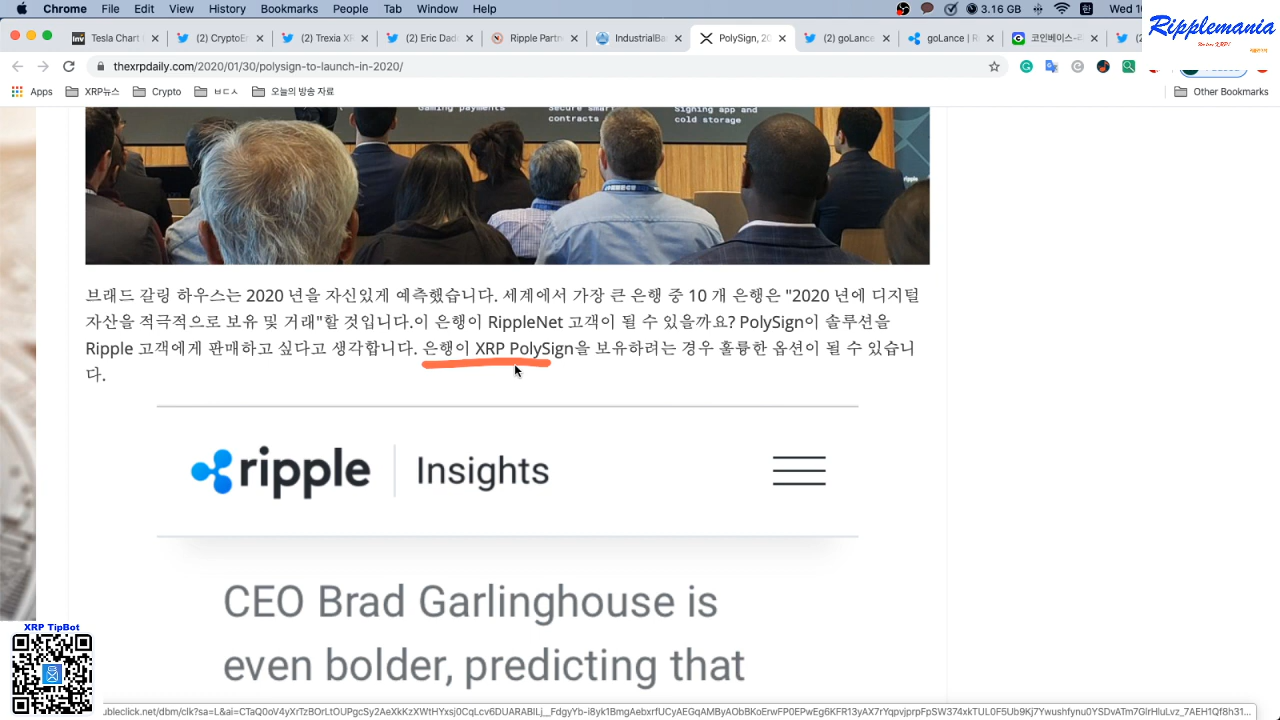 Chrome File Edit View History Bookmarks People Tab Window Help 3.16 GB 한 Wed
Ripplemania
Tesla Chart (2) CryptoE (2) Trexia XR (2) Eric Dad Ripple Partn IndustrialBa PolySign, 20 (2) goLance goLance | R 코인베이스- (2)
thexrpdaily.com/2020/01/30/polysign-to-launch-in-2020/
Apps XRP뉴스 Crypto ㅂㄷㅅ 오늘의 방송 자료 Other Bookmarks
Gaming payments Secure smart contracts Signing app and cold storage
브래드 갈링 하우스는 2020 년을 자신있게 예측했습니다. 세계에서 가장 큰 은행 중 10 개 은행은 "2020 년에 디지털
자산을 적극적으로 보유 및 거래"할 것입니다.이 은행이 RippleNet 고객이 될 수 있을까요? PolySign이 솔루션을
Ripple 고객에게 판매하고 싶다고 생각합니다. 은행이 XRP PolySign을 보유하려는 경우 훌륭한 옵션이 될 수 있습니
다.
ripple Insights
CEO Brad Garlinghouse is
even bolder, predicting that
XRP TipBot